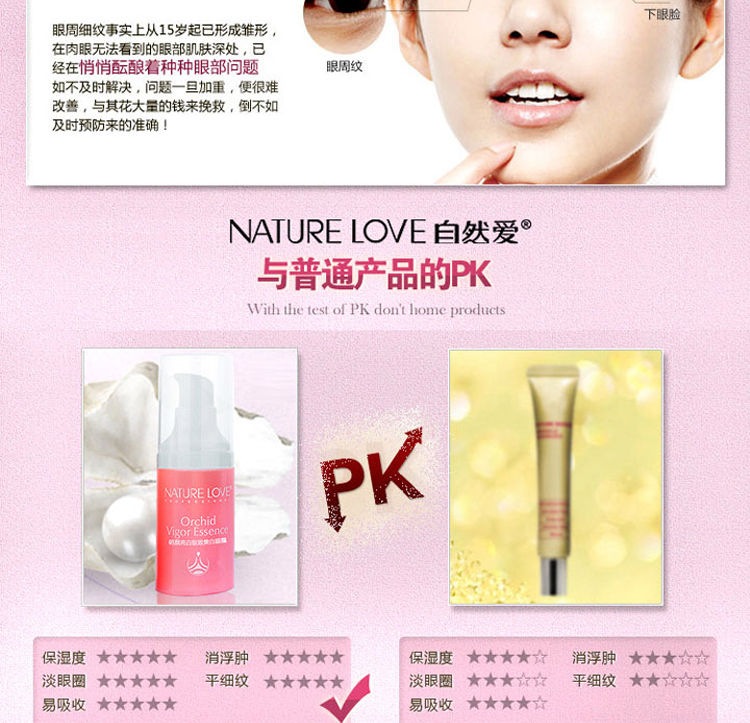 下眼脸
眼周纹
眼周细纹事实上从15岁起已形成雏形，
在肉眼无法看到的眼部肌肤深处，已
经在悄悄酝酿着种种眼部问题
如不及时解决，问题一旦加重，便很难
改善，与其花大量的钱来挽救，倒不如
及时预防来的准确！
NATURE LOVE 自然爱®
与普通产品的PK
With the test of PK don't home products
NATURE LOVE®
Orchid
Vigor Essence
PK
保湿度 ★★★★★ 消浮肿 ★★★★★
淡眼圈 ★★★★★ 平细纹 ★★★★★
易吸收 ★★★★★
保湿度 ★★★★☆ 消浮肿 ★★★☆☆
淡眼圈 ★★★☆☆ 平细纹 ★★☆☆☆
易吸收 ★★★★☆